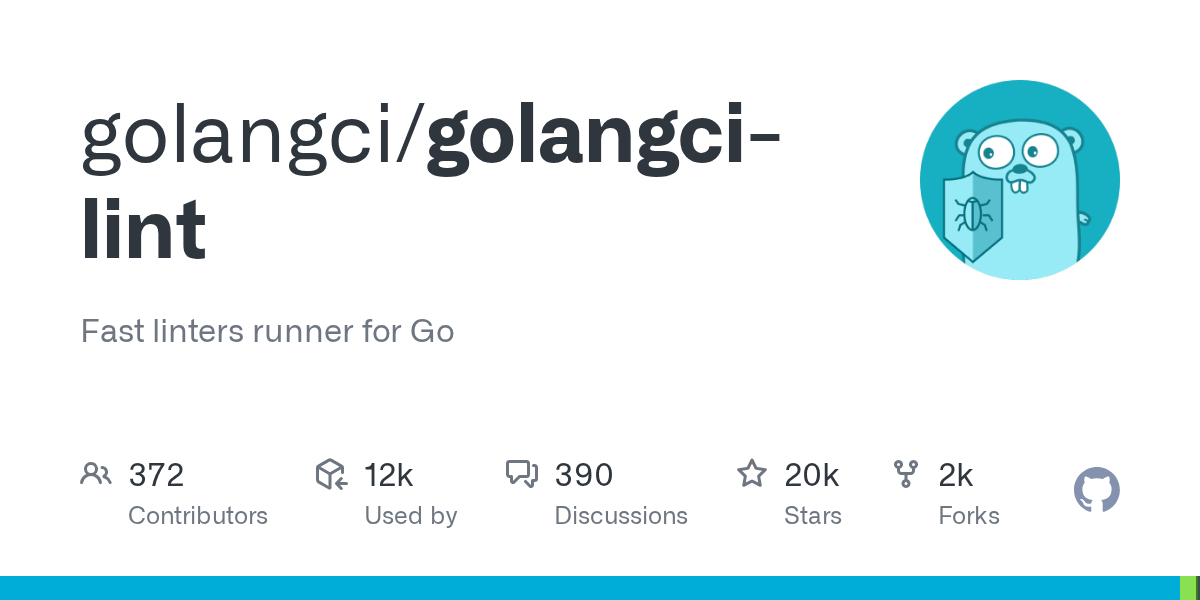 golangci/golangci-
lint
Fast linters runner for Go
372 12k 390 20k 2k
Contributors Used by Discussions Stars Forks